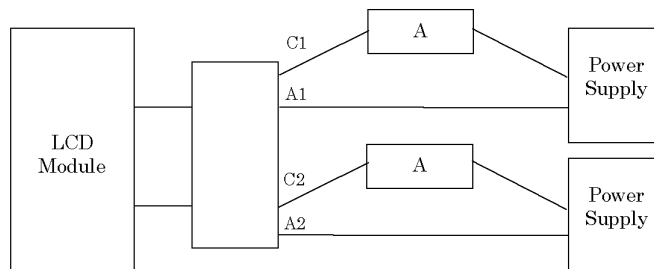 LCD
Module
C1
A
A1
Power
Supply
C2
A
A2
Power
Supply